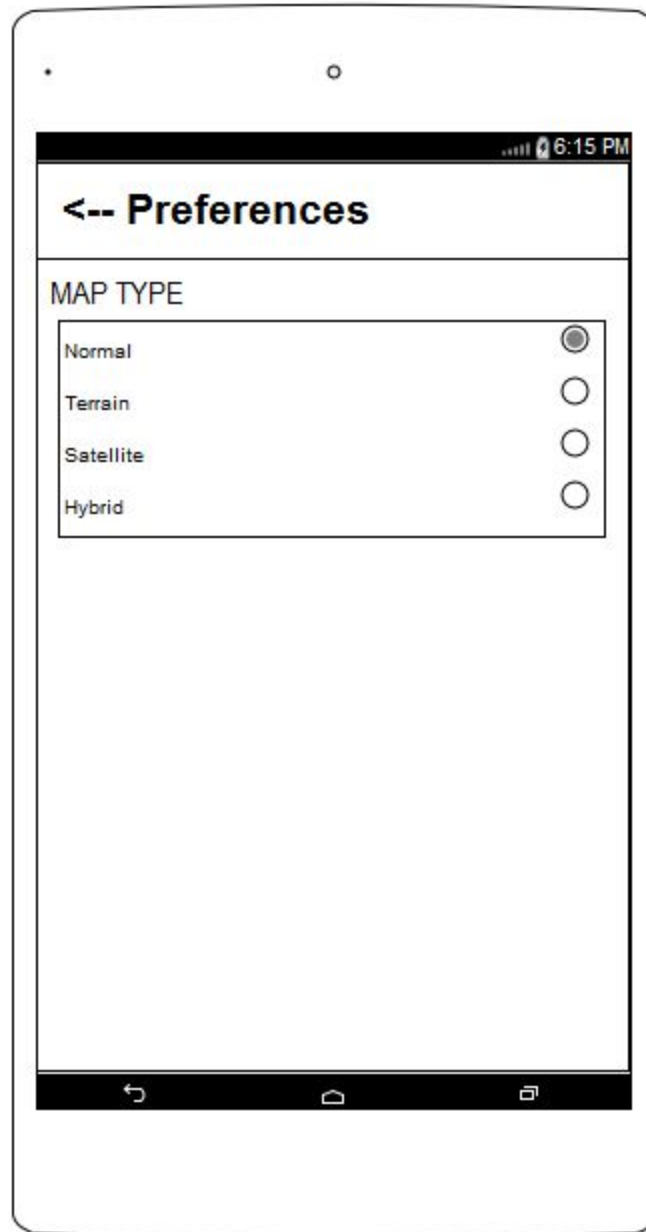 6:15 PM
<-- Preferences
MAP TYPE
Normal
Terrain
Satellite
Hybrid